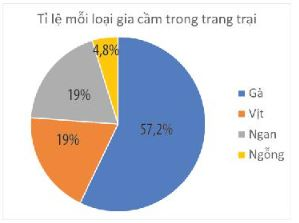 Tỉ lệ mỗi loại gia cầm trong trang trại
4,8%
19%
19%
57,2%
Gà
Vịt
Ngan
Ngỗng